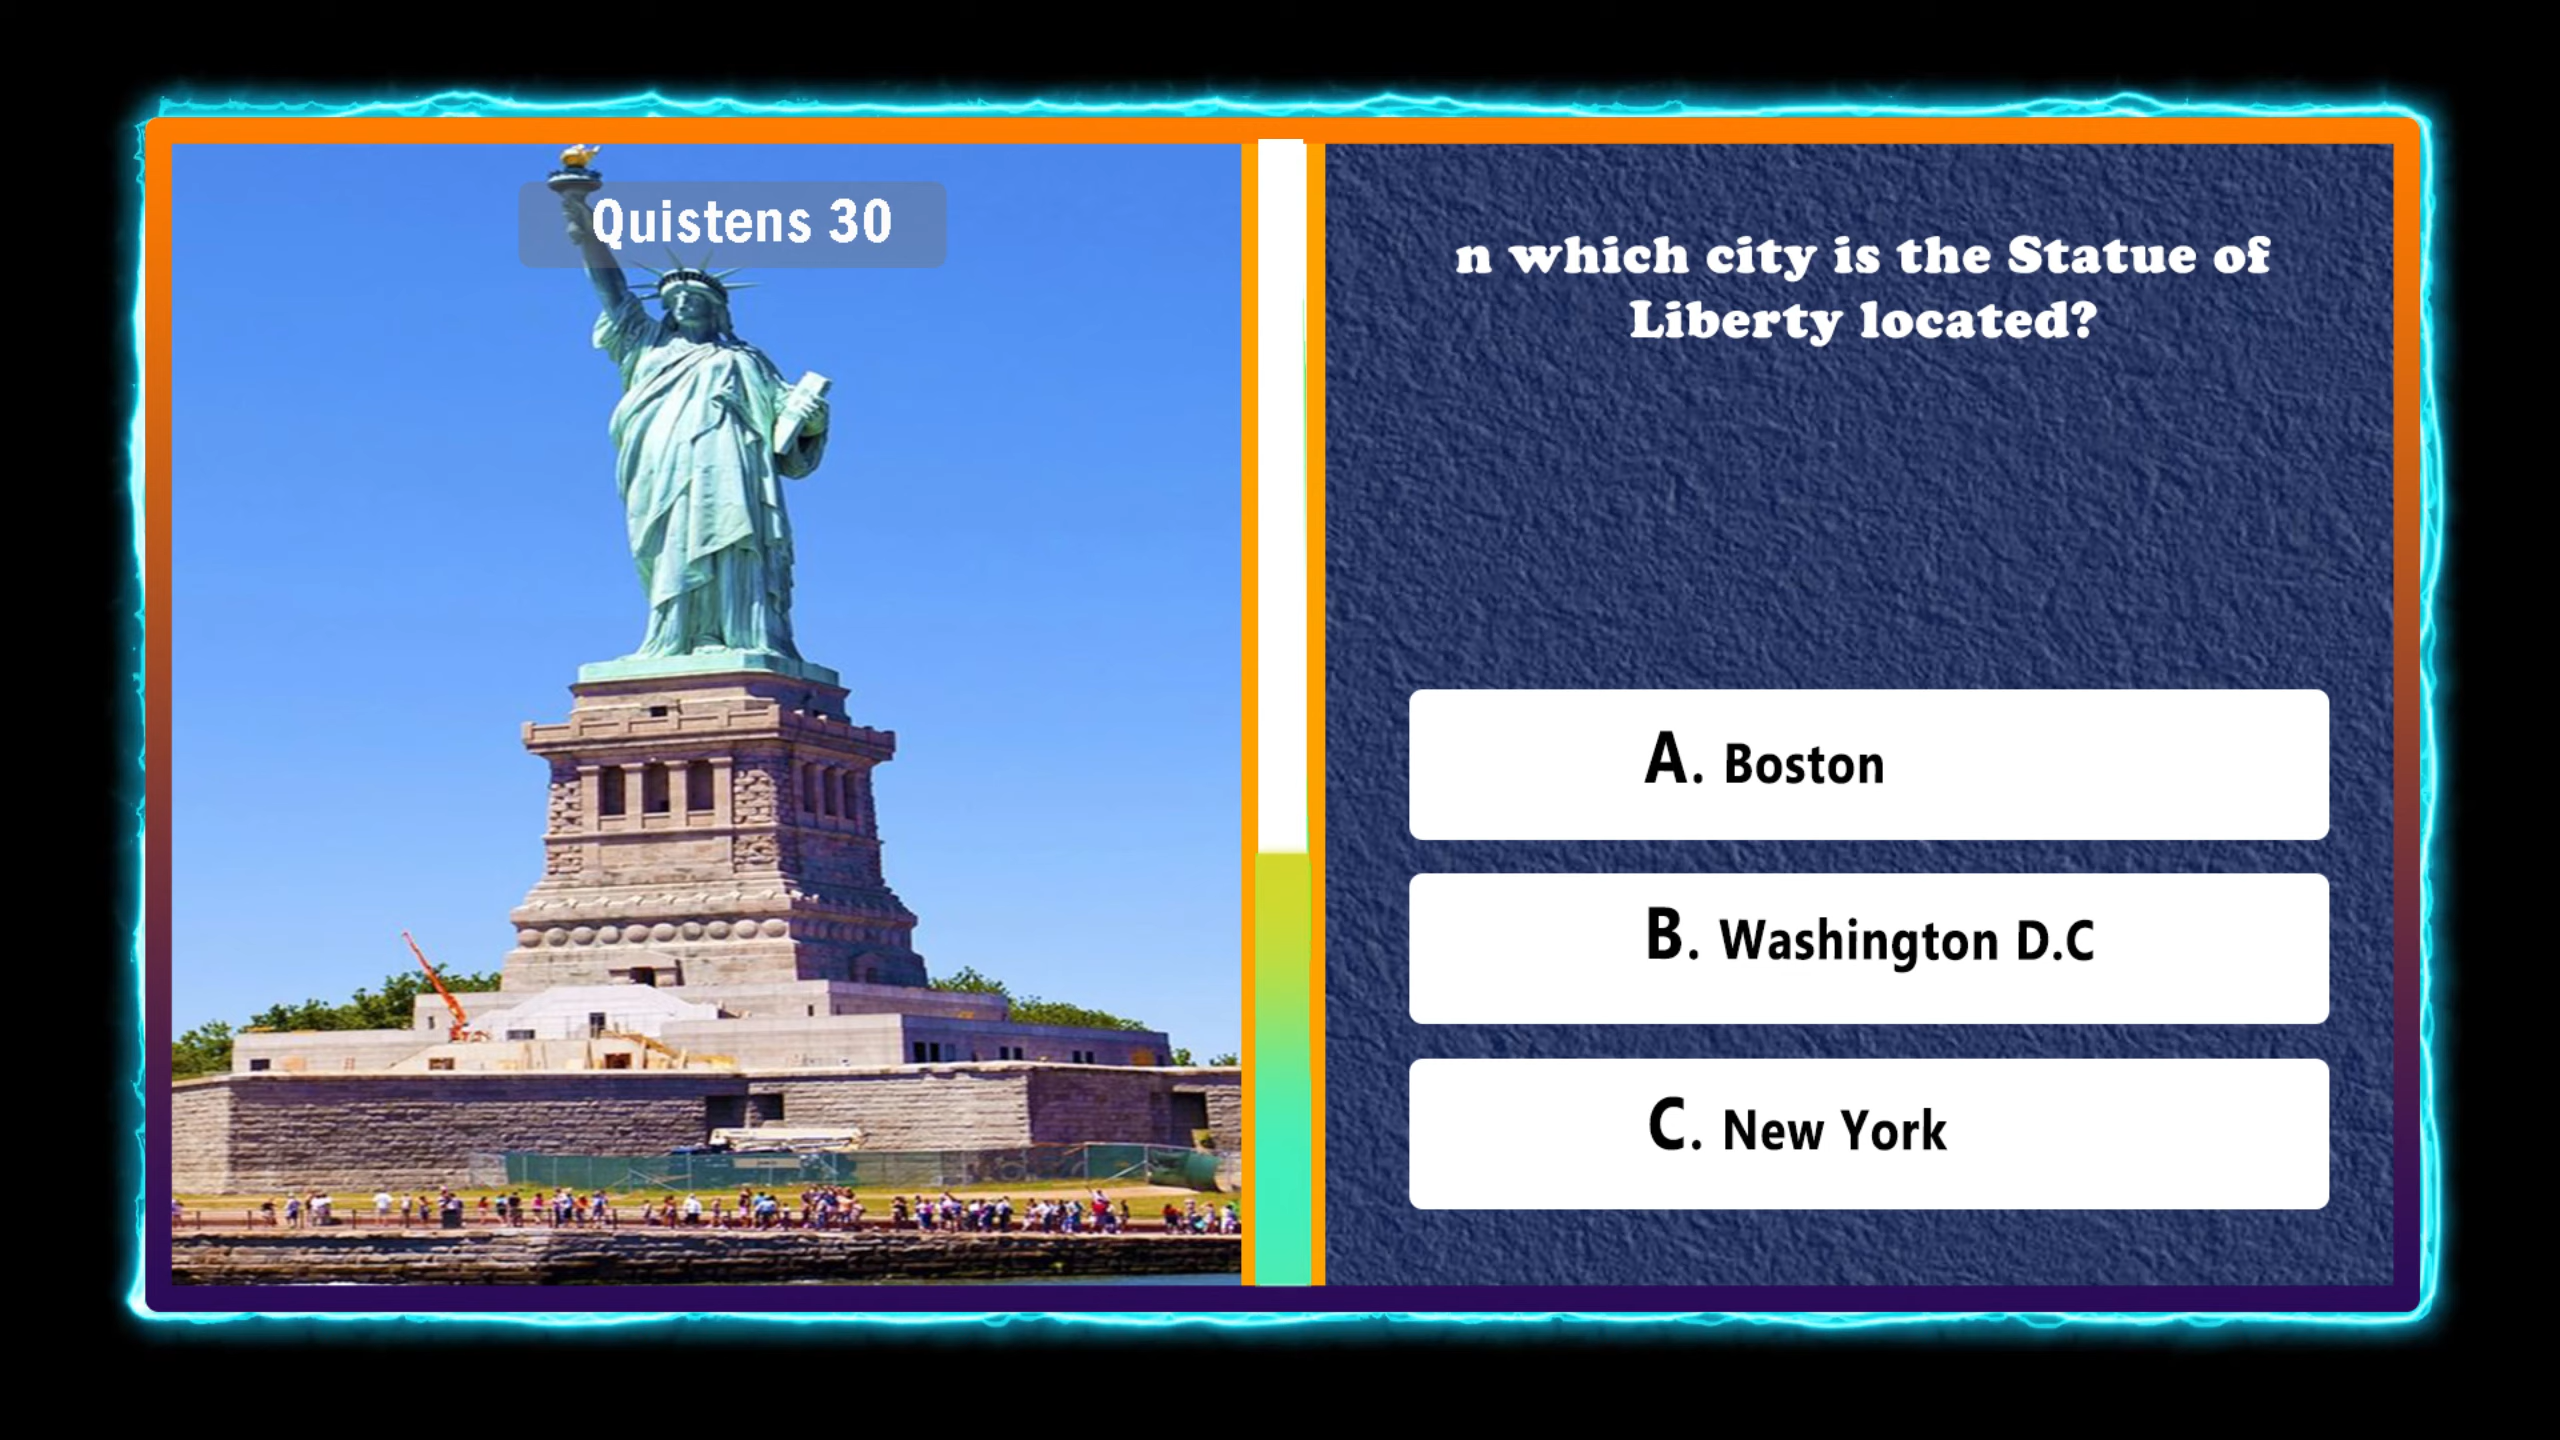 Quistens 30
n which city is the Statue of
Liberty located?
A. Boston
B. Washington D.C
C. New York